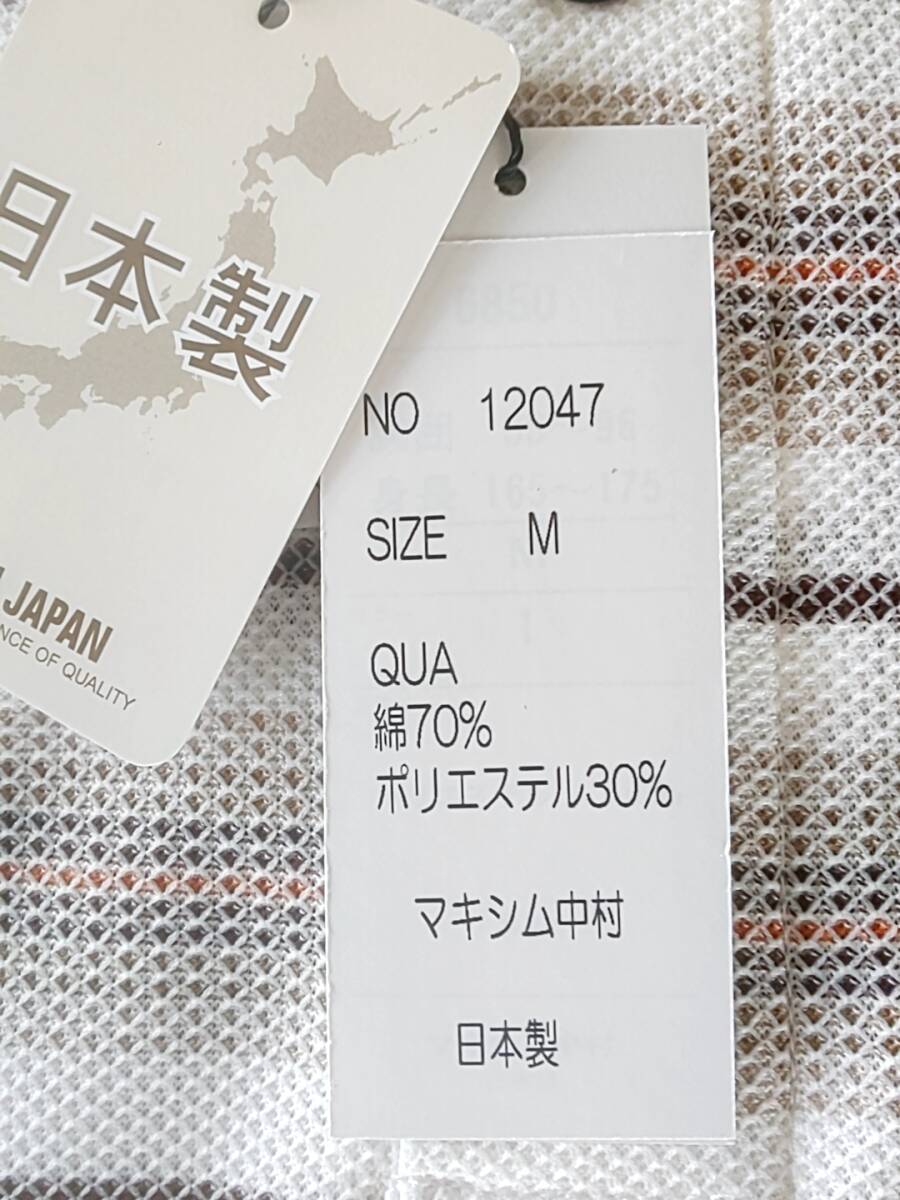 日本製
JAPAN
OF QUALITY
NO 12047
SIZE M
QUA
綿70%
ポリエステル30%
マキシム中村
日本製